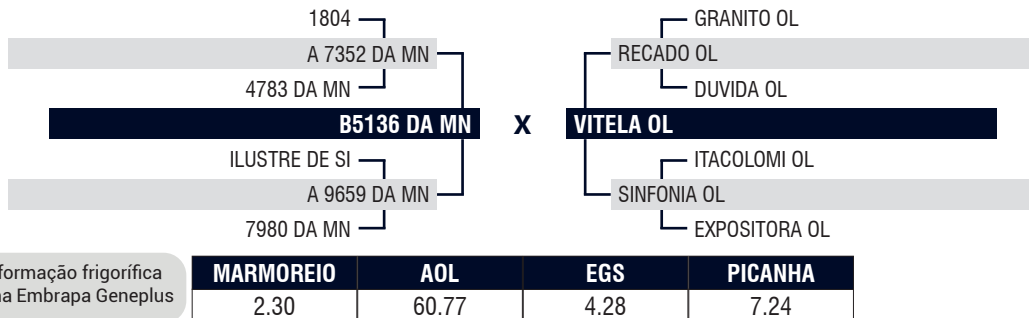 1804
GRANITO OL
A 7352 DA MN
RECADO OL
4783 DA MN
DUVIDA OL
B5136 DA MN X VITELA OL
ILUSTRE DE SI
ITACOLOMI OL
A 9659 DA MN
SINFONIA OL
7980 DA MN
EXPOSITORA OL
formação frigorífica
na Embrapa Geneplus
MARMOREIO AOL EGS PICANHA
2.30 60.77 4.28 7.24